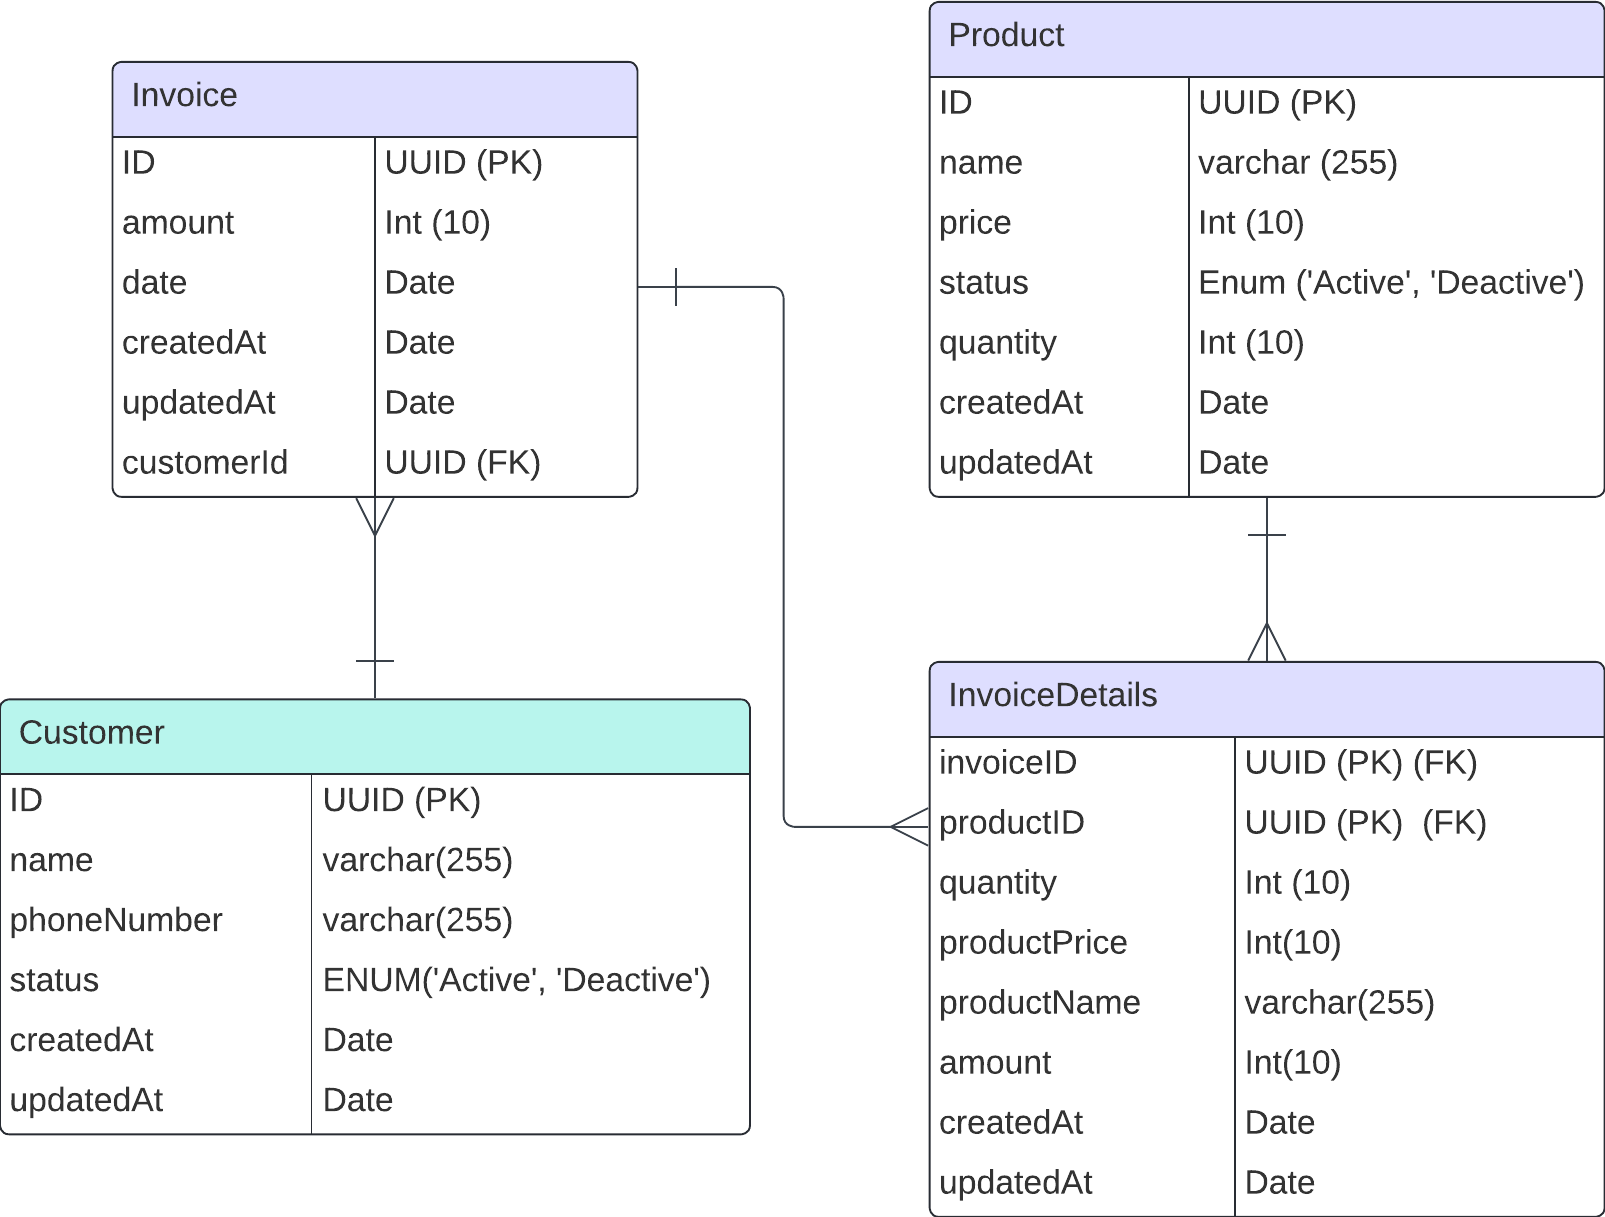 Invoice
ID UUID (PK)
amount Int (10)
date Date
createdAt Date
updatedAt Date
customerId UUID (FK)
Product
ID UUID (PK)
name varchar (255)
price Int (10)
status Enum ('Active', 'Deactive')
quantity Int (10)
createdAt Date
updatedAt Date
Customer
ID UUID (PK)
name varchar(255)
phoneNumber varchar(255)
status ENUM('Active', 'Deactive')
createdAt Date
updatedAt Date
InvoiceDetails
invoiceID UUID (PK) (FK)
productID UUID (PK)  (FK)
quantity Int (10)
productPrice Int(10)
productName varchar(255)
amount Int(10)
createdAt Date
updatedAt Date